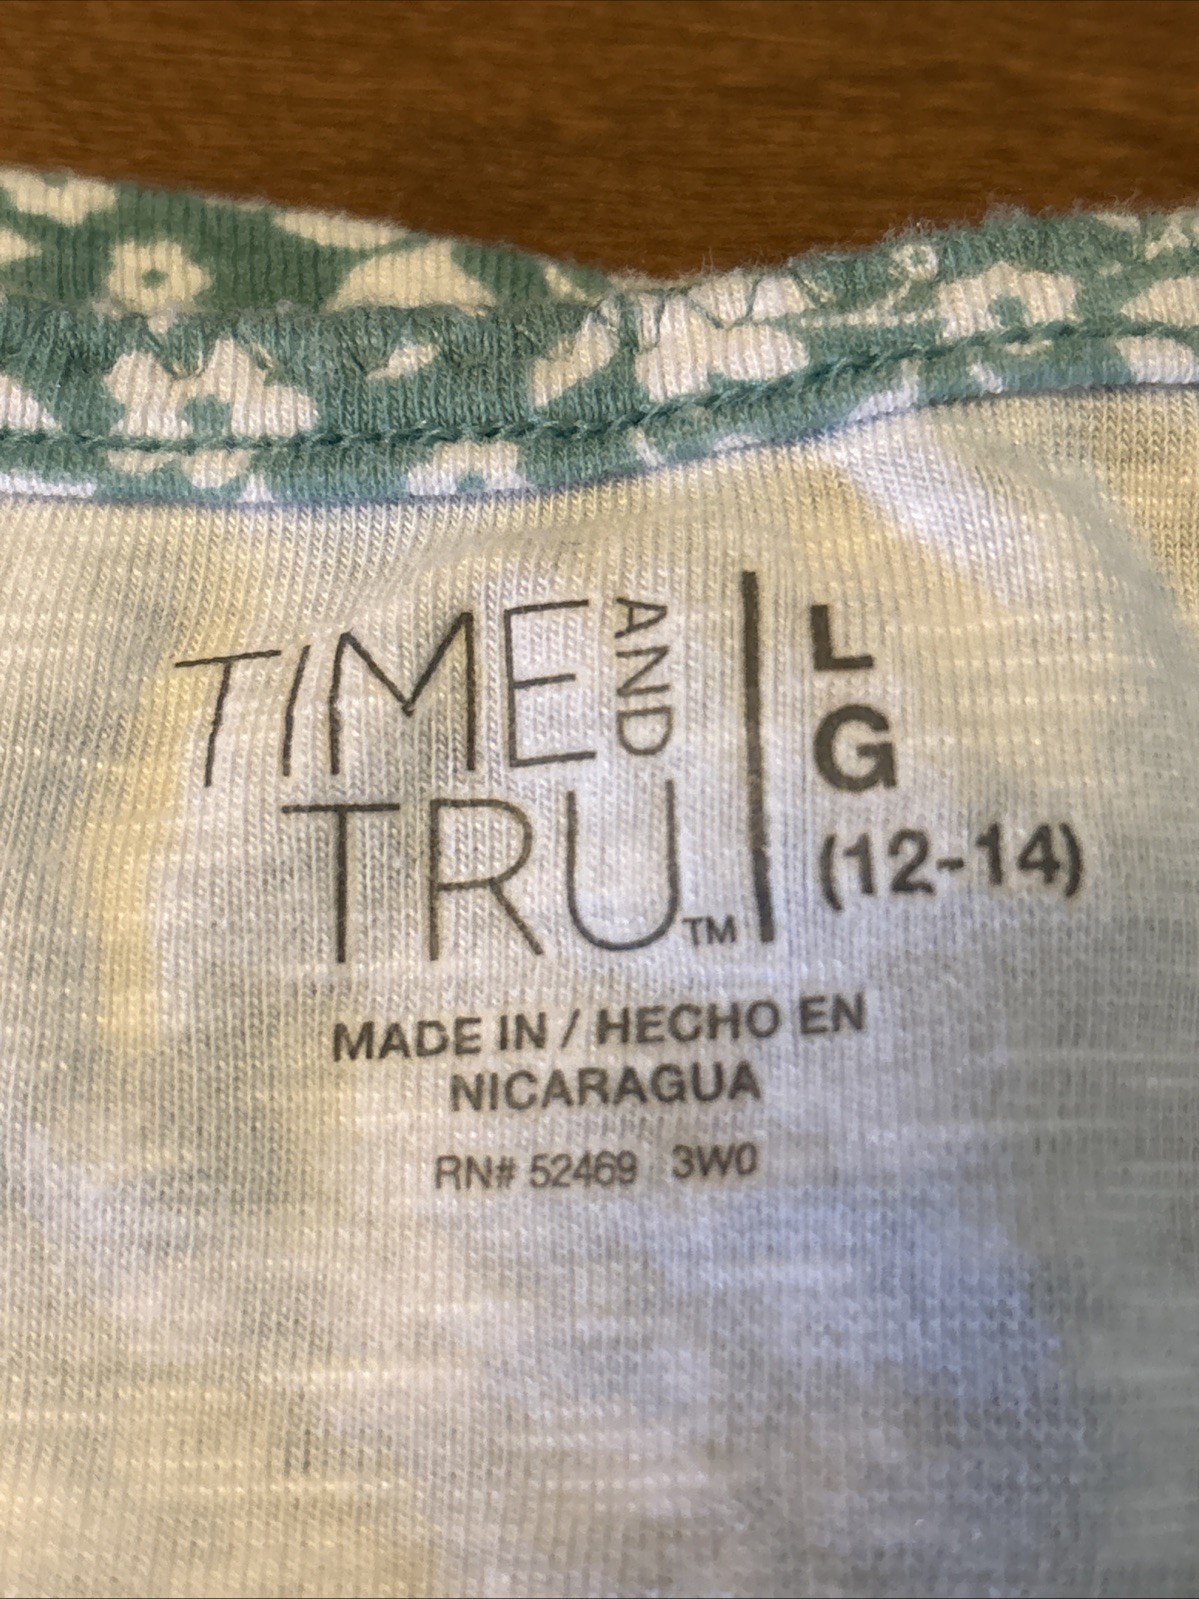 TIME AND
TRU™
L
G
(12-14)
MADE IN / HECHO EN
NICARAGUA
RN# 52469 3W0